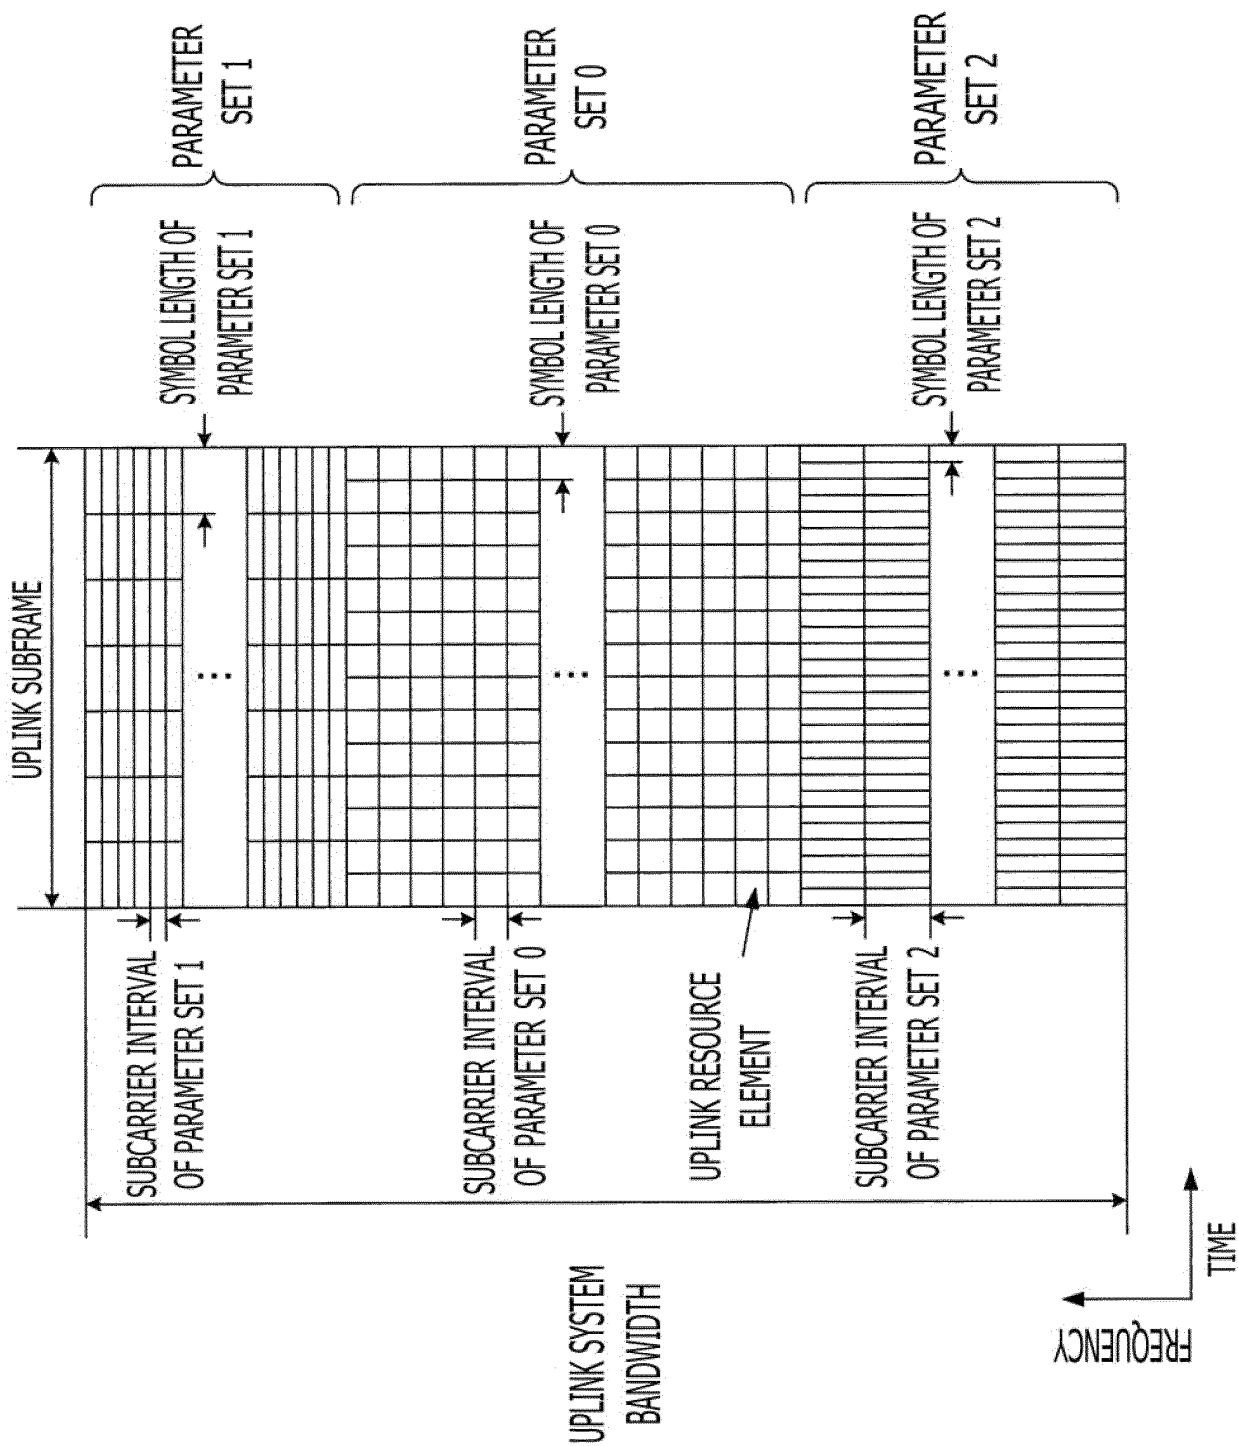 UPLINK SUBFRAME
SYMBOL LENGTH OF
PARAMETER SET 1
PARAMETER
SET 1
SUBCARRIER INTERVAL
OF PARAMETER SET 1
SYMBOL LENGTH OF
PARAMETER SET 0
PARAMETER
SET 0
SUBCARRIER INTERVAL
OF PARAMETER SET 0
UPLINK RESOURCE
ELEMENT
SYMBOL LENGTH OF
PARAMETER SET 2
PARAMETER
SET 2
SUBCARRIER INTERVAL
OF PARAMETER SET 2
UPLINK SYSTEM
BANDWIDTH
FREQUENCY
TIME